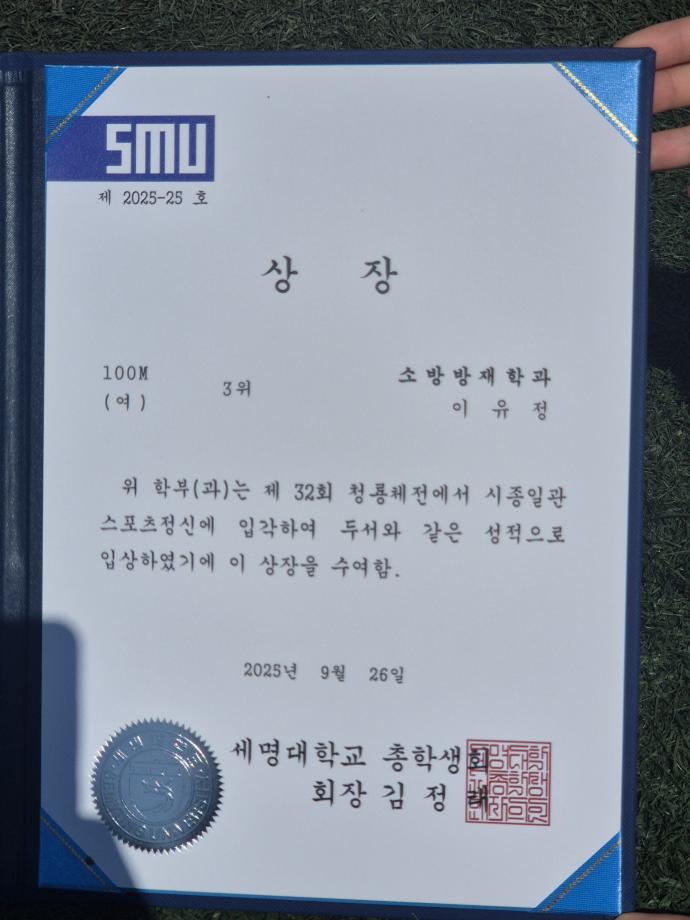 SMU
제 2025-25 호
상 장
100M
(여)
3위
소방방재학과
이 유 정
위 학부(과)는 제 32회 청룡체전에서 시종일관
스포츠정신에 입각하여 두서와 같은 성적으로
입상하였기에 이 상장을 수여함.
2025년 9월 26일
세명대학교 총학생회
회장 김 정 래